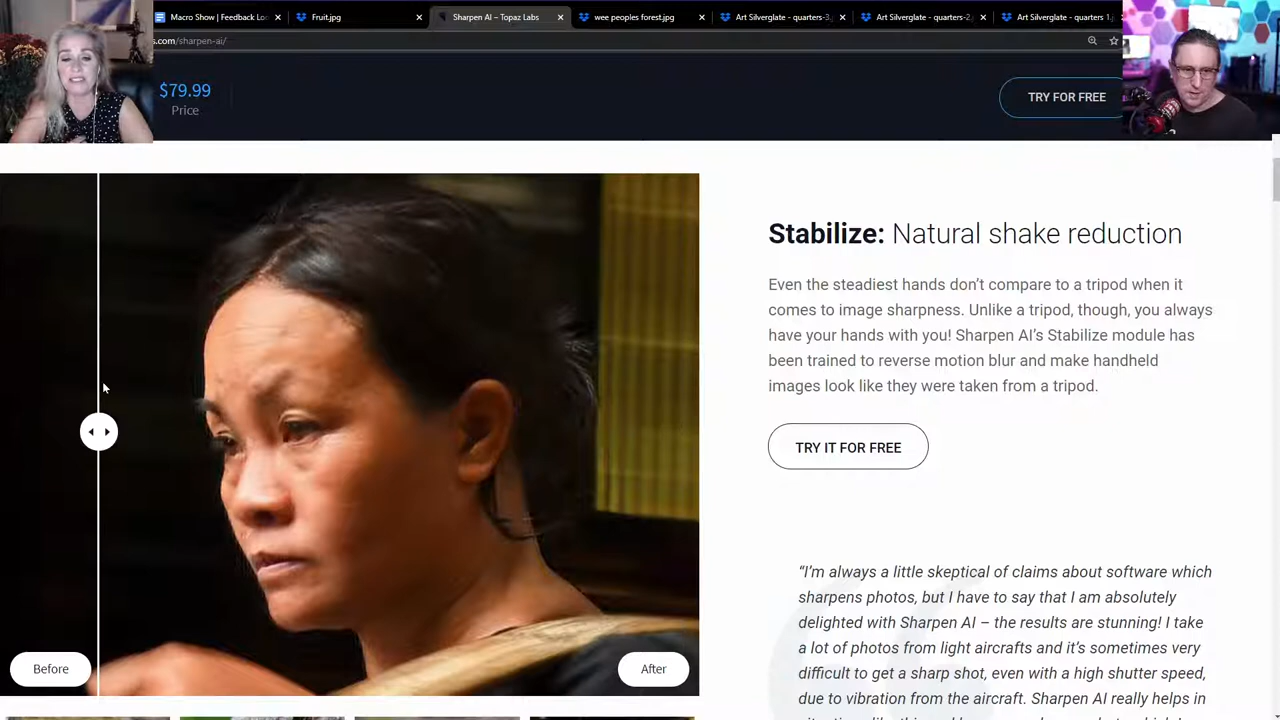 Macro Show | Feedback Lo
Fruit.jpg
Sharpen AI – Topaz Labs
wee peoples forest.jpg
Art Silverglate - quarters-3.
Art Silverglate - quarters-2.
Art Silverglate - quarters 1.j
s.com/sharpen-ai/
$79.99
Price
TRY FOR FREE
Stabilize: Natural shake reduction
Even the steadiest hands don’t compare to a tripod when it
comes to image sharpness. Unlike a tripod, though, you always
have your hands with you! Sharpen AI’s Stabilize module has
been trained to reverse motion blur and make handheld
images look like they were taken from a tripod.
TRY IT FOR FREE
Before
After
“I’m always a little skeptical of claims about software which
sharpens photos, but I have to say that I am absolutely
delighted with Sharpen AI – the results are stunning! I take
a lot of photos from light aircrafts and it’s sometimes very
difficult to get a sharp shot, even with a high shutter speed,
due to vibration from the aircraft. Sharpen AI really helps in